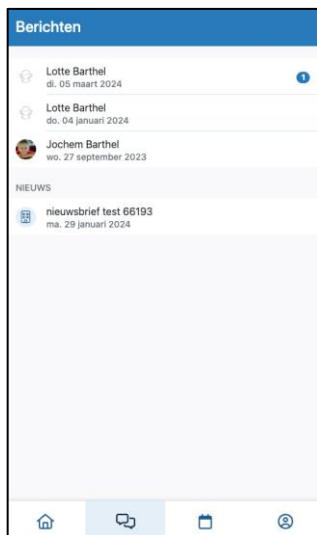 Berichten
Lotte Barthel
di. 05 maart 2024
1
Lotte Barthel
do. 04 januari 2024
Jochem Barthel
wo. 27 september 2023
NIEUWS
nieuwsbrief test 66193
ma. 29 januari 2024